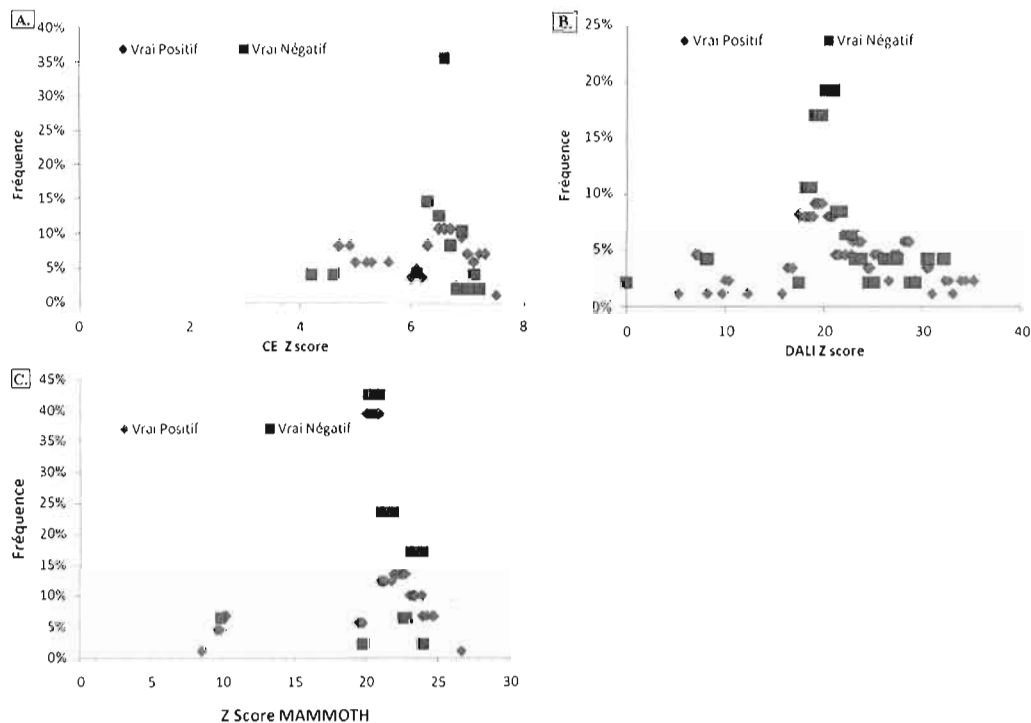 A.
40%
35%
30%
25%
20%
15%
10%
5%
0%
Fréquence
Vrai Positif
Vrai Négatif
0
2
4
6
8
CE Z score
B.
25%
20%
15%
10%
5%
0%
Fréquence
Vrai Positif
Vrai Négatif
0
10
20
30
40
DALI Z score
C.
45%
40%
35%
30%
25%
20%
15%
10%
5%
0%
Fréquence
Vrai Positif
Vrai Négatif
0
5
10
15
20
25
30
Z Score MAMMOTH